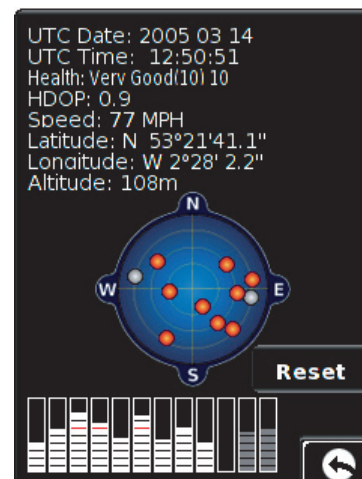 UTC Date: 2005 03 14
UTC Time: 12:50:51
Health: Very Good(10) 10
HDOP: 0.9
Speed: 77 MPH
Latitude: N 53°21'41.1"
Longitude: W 2°28' 2.2"
Altitude: 108m
N
W E
S
Reset